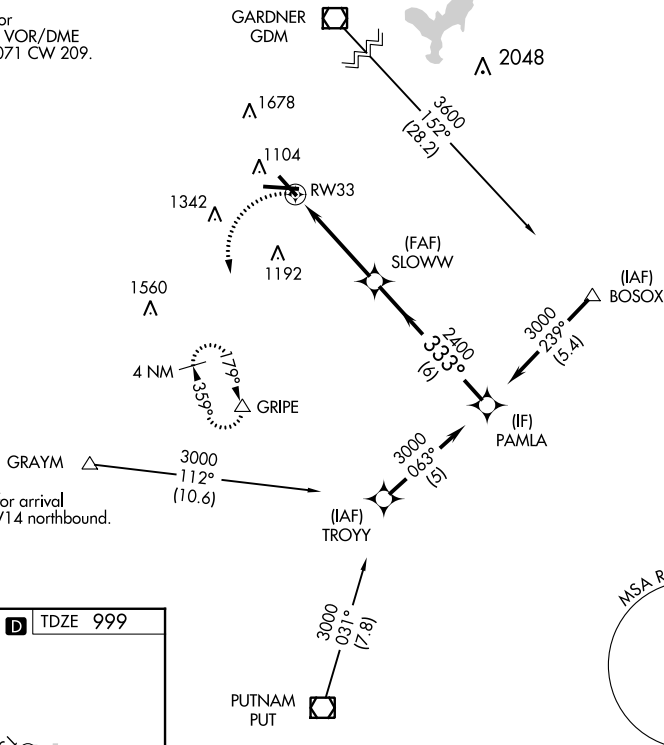 or
VOR/DME
071 CW 209.
GARDNER
GDM
2048
3600
152°
(28.2)
1678
1104
RW33
1342
1192
(FAF)
SLOWW
(IAF)
BOSOX
1560
3000
239°
(5.4)
2400
333°
(6)
4 NM
179°
359°
GRIPE
(IF)
PAMLA
GRAYM
3000
112°
(10.6)
3000
063°
(5)
or arrival
/14 northbound.
(IAF)
TROYY
D TDZE 999
3000
031°
(7.8)
MSA R
PUTNAM
PUT